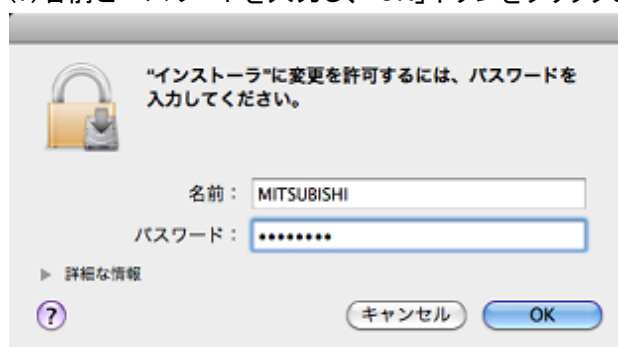 "インストーラ"に変更を許可するには、パスワードを
入力してください。
名前： MITSUBISHI
パスワード： ••••••••
▶ 詳細な情報
? キャンセル OK